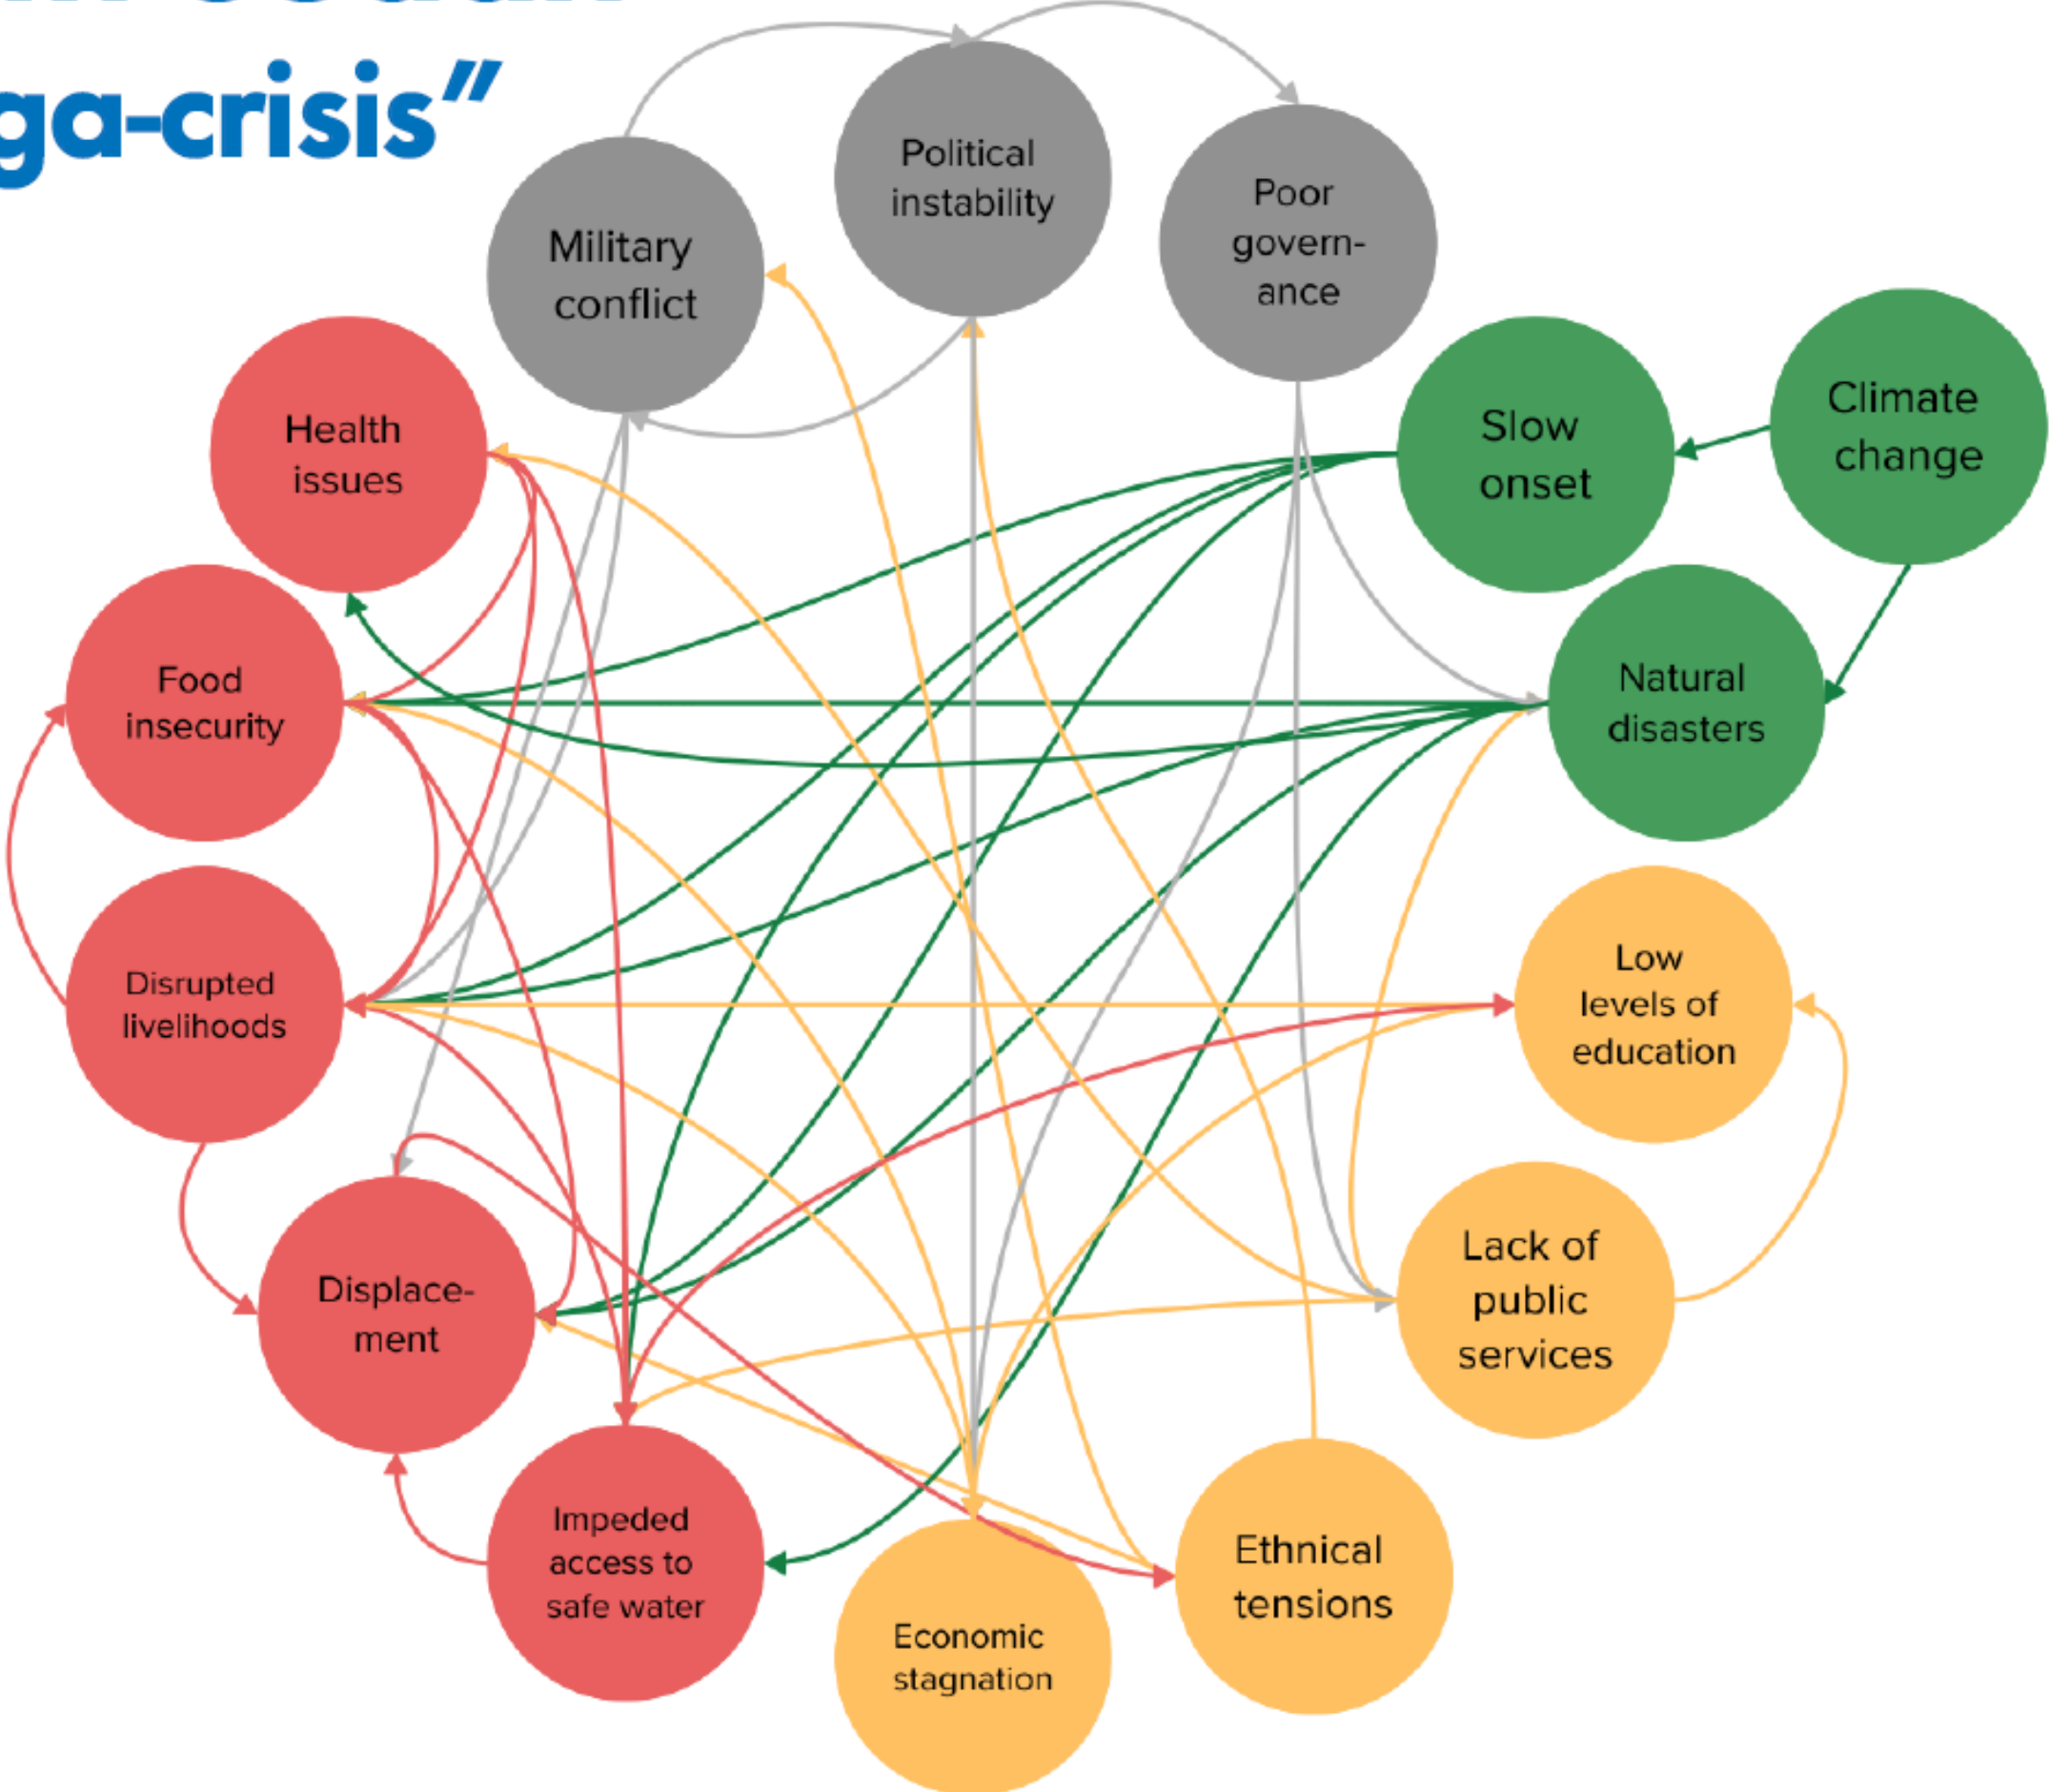 ga-crisis”
Political
instability
Poor
govern-
ance
Military
conflict
Climate
change
Slow
onset
Health
issues
Natural
disasters
Food
insecurity
Low
levels of
education
Disrupted
livelihoods
Lack of
public
services
Displace-
ment
Impeded
access to
safe water
Ethnical
tensions
Economic
stagnation